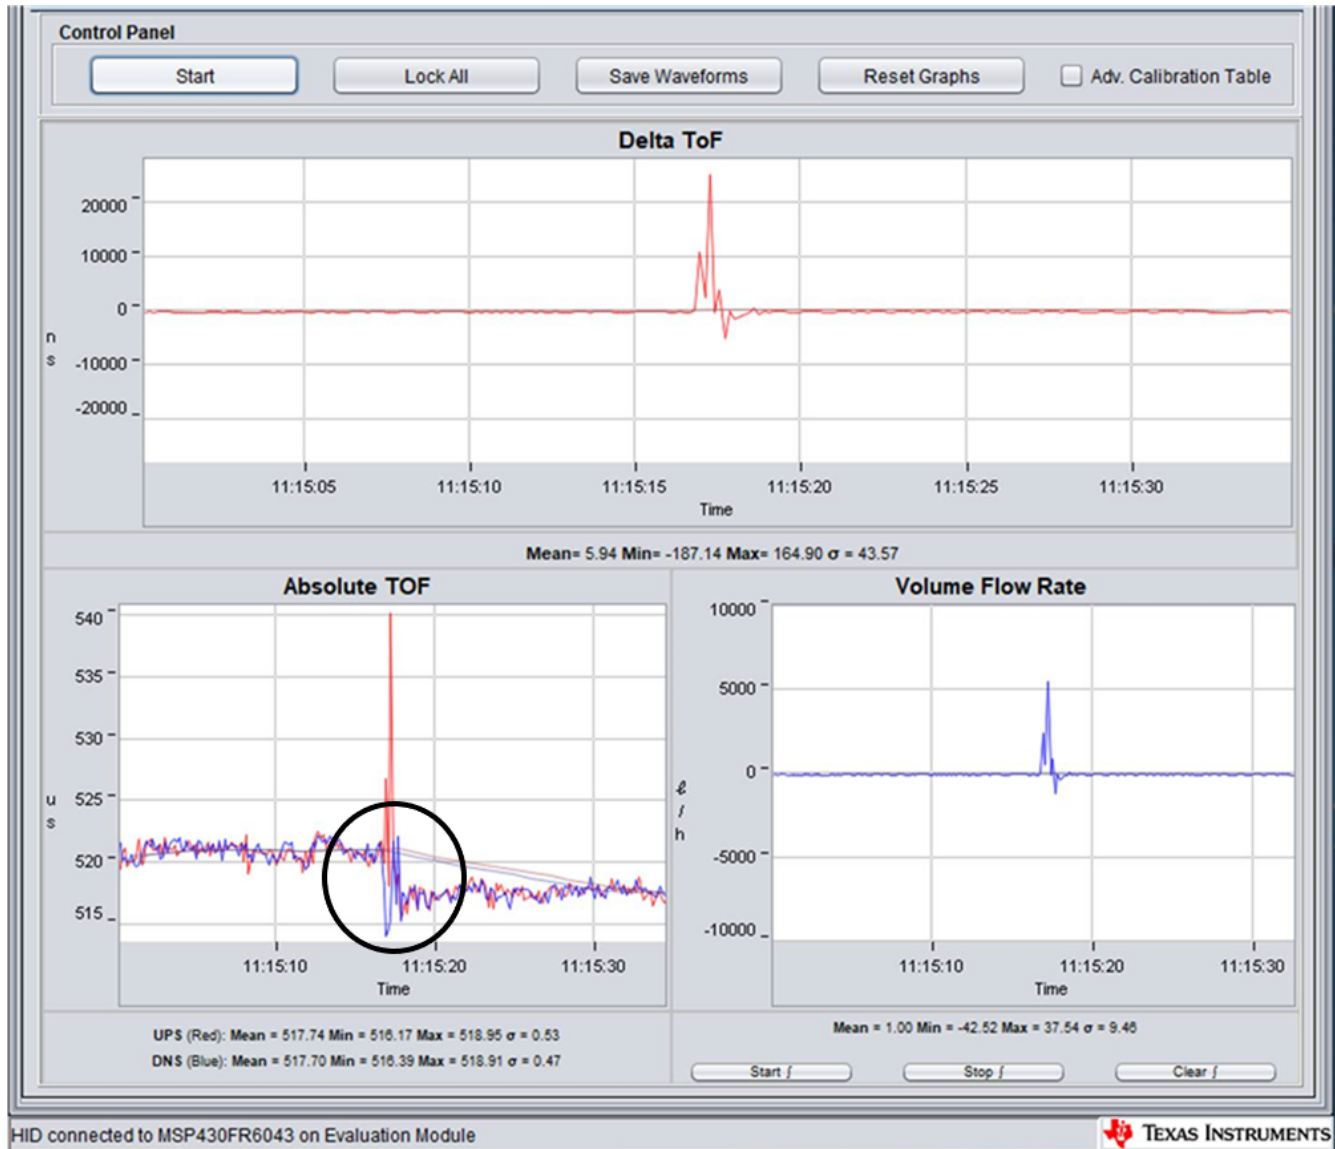 Control Panel
Start
Lock All
Save Waveforms
Reset Graphs
Adv. Calibration Table
Delta ToF
20000
10000
0
-10000
-20000
n
s
11:15:05
11:15:10
11:15:15
11:15:20
11:15:25
11:15:30
Time
Mean= 5.94 Min= -187.14 Max= 164.90 σ = 43.57
Absolute TOF
540
535
530
525
520
515
u
s
11:15:10
11:15:20
11:15:30
Time
UPS (Red): Mean = 517.74 Min = 516.17 Max = 518.95 σ = 0.53
DNS (Blue): Mean = 517.70 Min = 516.39 Max = 518.91 σ = 0.47
Volume Flow Rate
10000
5000
0
-5000
-10000
ℓ
/
h
11:15:10
11:15:20
11:15:30
Time
Mean = 1.00 Min = -42.52 Max = 37.54 σ = 9.46
Start ∫
Stop ∫
Clear ∫
HID connected to MSP430FR6043 on Evaluation Module
TEXAS INSTRUMENTS